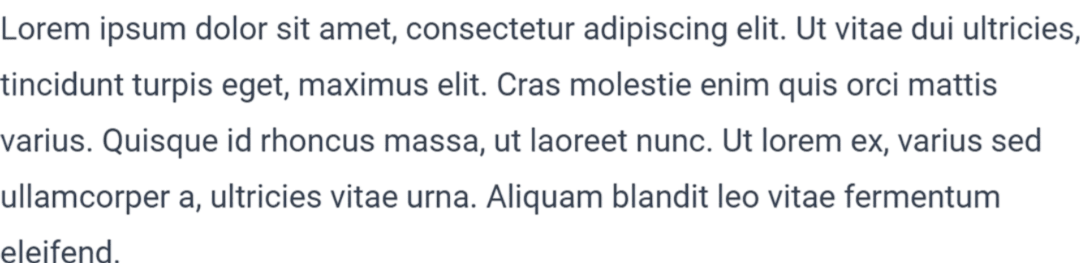 Lorem ipsum dolor sit amet, consectetur adipiscing elit. Ut vitae dui ultricies,
tincidunt turpis eget, maximus elit. Cras molestie enim quis orci mattis
varius. Quisque id rhoncus massa, ut laoreet nunc. Ut lorem ex, varius sed
ullamcorper a, ultricies vitae urna. Aliquam blandit leo vitae fermentum
eleifend.